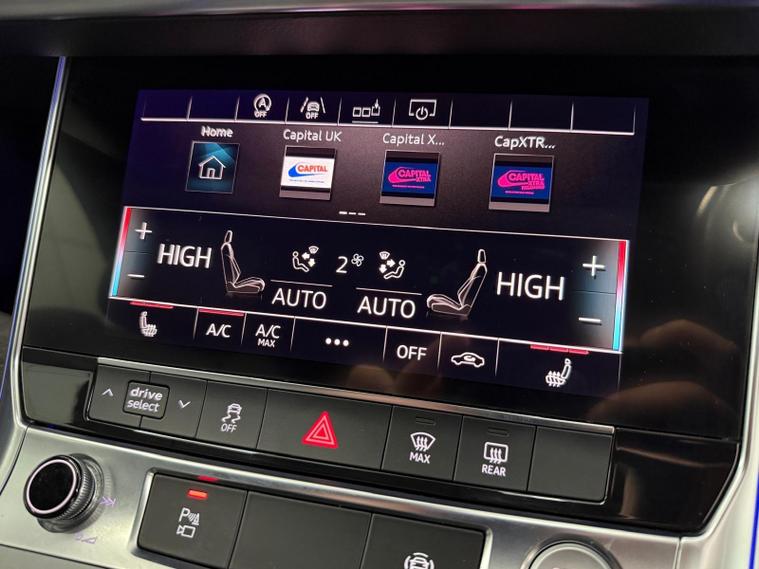 A
OFF
OFF
Home
Capital UK
Capital X...
CapXTR...
CAPITAL
CAPITAL
XTRA
CAPITAL
XTRA
+
HIGH
2
HIGH
+
−
AUTO
AUTO
−
A/C
A/C
MAX
•••
OFF
drive
select
OFF
MAX
REAR
P